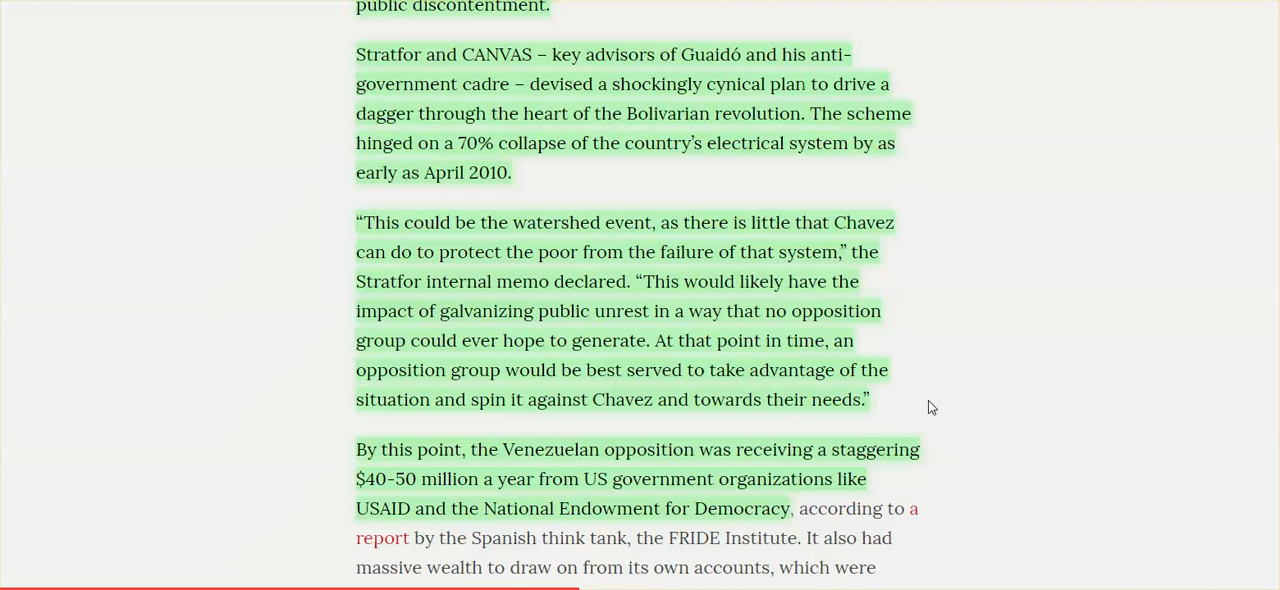 public discontentment.
Stratfor and CANVAS – key advisors of Guaidó and his anti-
government cadre – devised a shockingly cynical plan to drive a
dagger through the heart of the Bolivarian revolution. The scheme
hinged on a 70% collapse of the country’s electrical system by as
early as April 2010.
“This could be the watershed event, as there is little that Chavez
can do to protect the poor from the failure of that system,” the
Stratfor internal memo declared. “This would likely have the
impact of galvanizing public unrest in a way that no opposition
group could ever hope to generate. At that point in time, an
opposition group would be best served to take advantage of the
situation and spin it against Chavez and towards their needs.”
By this point, the Venezuelan opposition was receiving a staggering
$40-50 million a year from US government organizations like
USAID and the National Endowment for Democracy, according to a
report by the Spanish think tank, the FRIDE Institute. It also had
massive wealth to draw on from its own accounts, which were